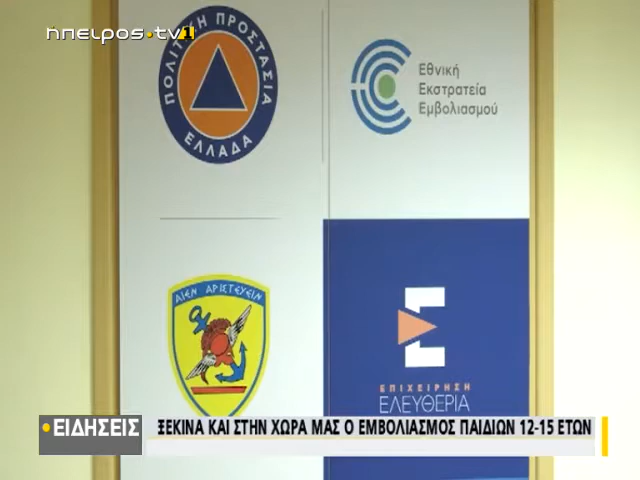 ηπειρος•tv1
ΠΟΛΙΤΙΚΗ ΠΡΟΣΤΑΣΙΑ
ΕΛΛΑΔΑ
Εθνική
Εκστρατεία
Εμβολιασμού
ΑΙΕΝ ΑΡΙΣΤΕΥΕΙΝ
ΕΠΙΧΕΙΡΗΣΗ
ΕΛΕΥΘΕΡΙΑ
•ΕΙΔΗΣΕΙΣ
ΞΕΚΙΝΑ ΚΑΙ ΣΤΗΝ ΧΩΡΑ ΜΑΣ Ο ΕΜΒΟΛΙΑΣΜΟΣ ΠΑΙΔΙΩΝ 12-15 ΕΤΩΝ